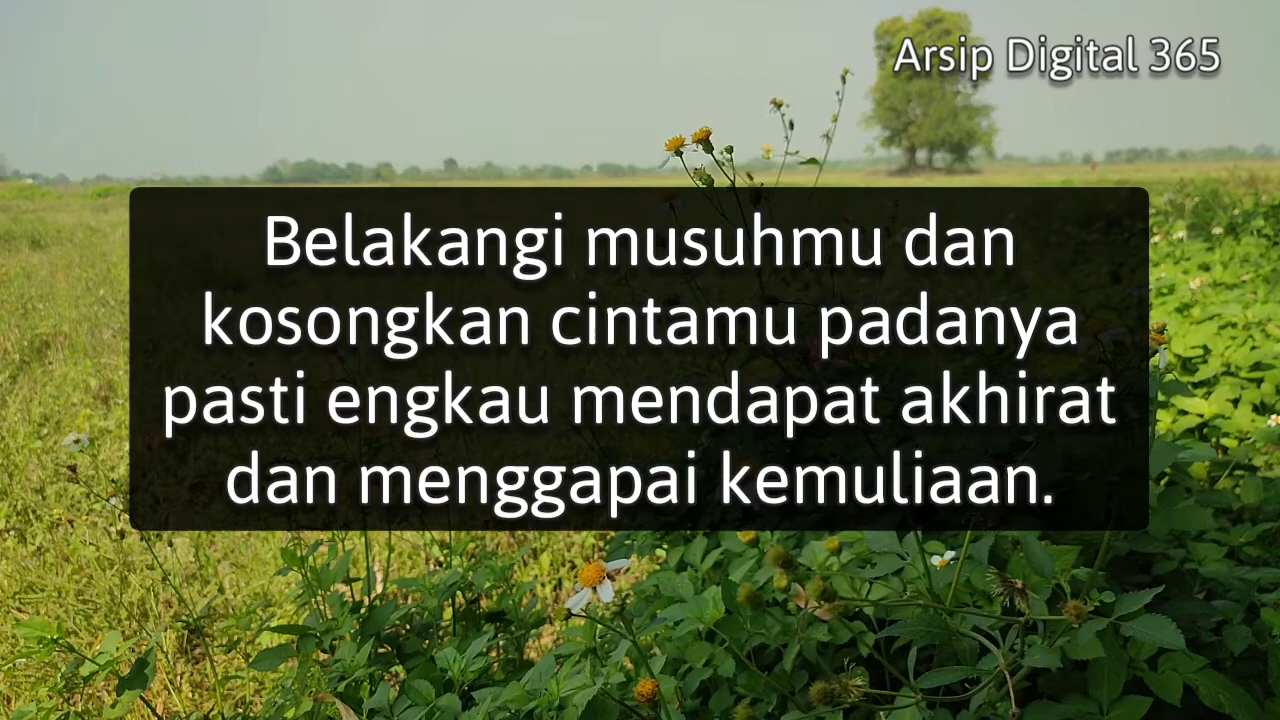 Arsip Digital 365
Belakangi musuhmu dan
kosongkan cintamu padanya
pasti engkau mendapat akhirat
dan menggapai kemuliaan.